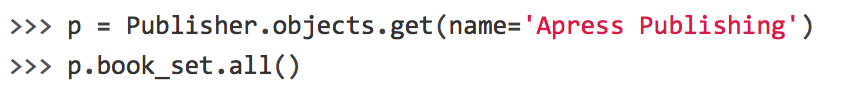 >>> p = Publisher.objects.get(name='Apress Publishing')
>>> p.book_set.all()